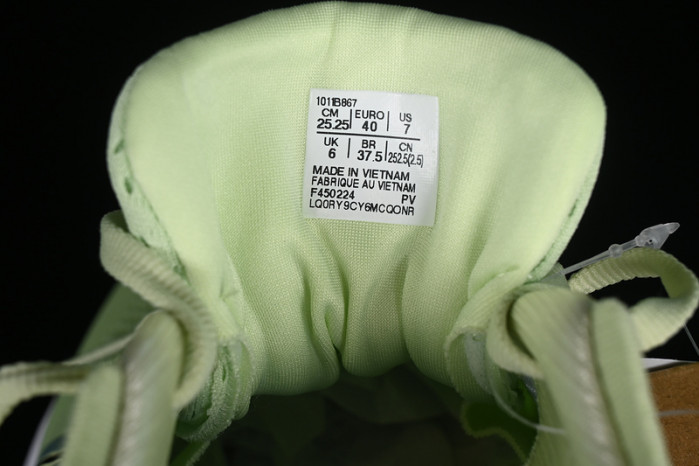 1011B867
CM EURO US
25.25 40 7
UK BR CN
6 37.5 252.5(2.5)
MADE IN VIETNAM
FABRIQUE AU VIETNAM
F450224 PV
LQ0RY9CY6MCQONR